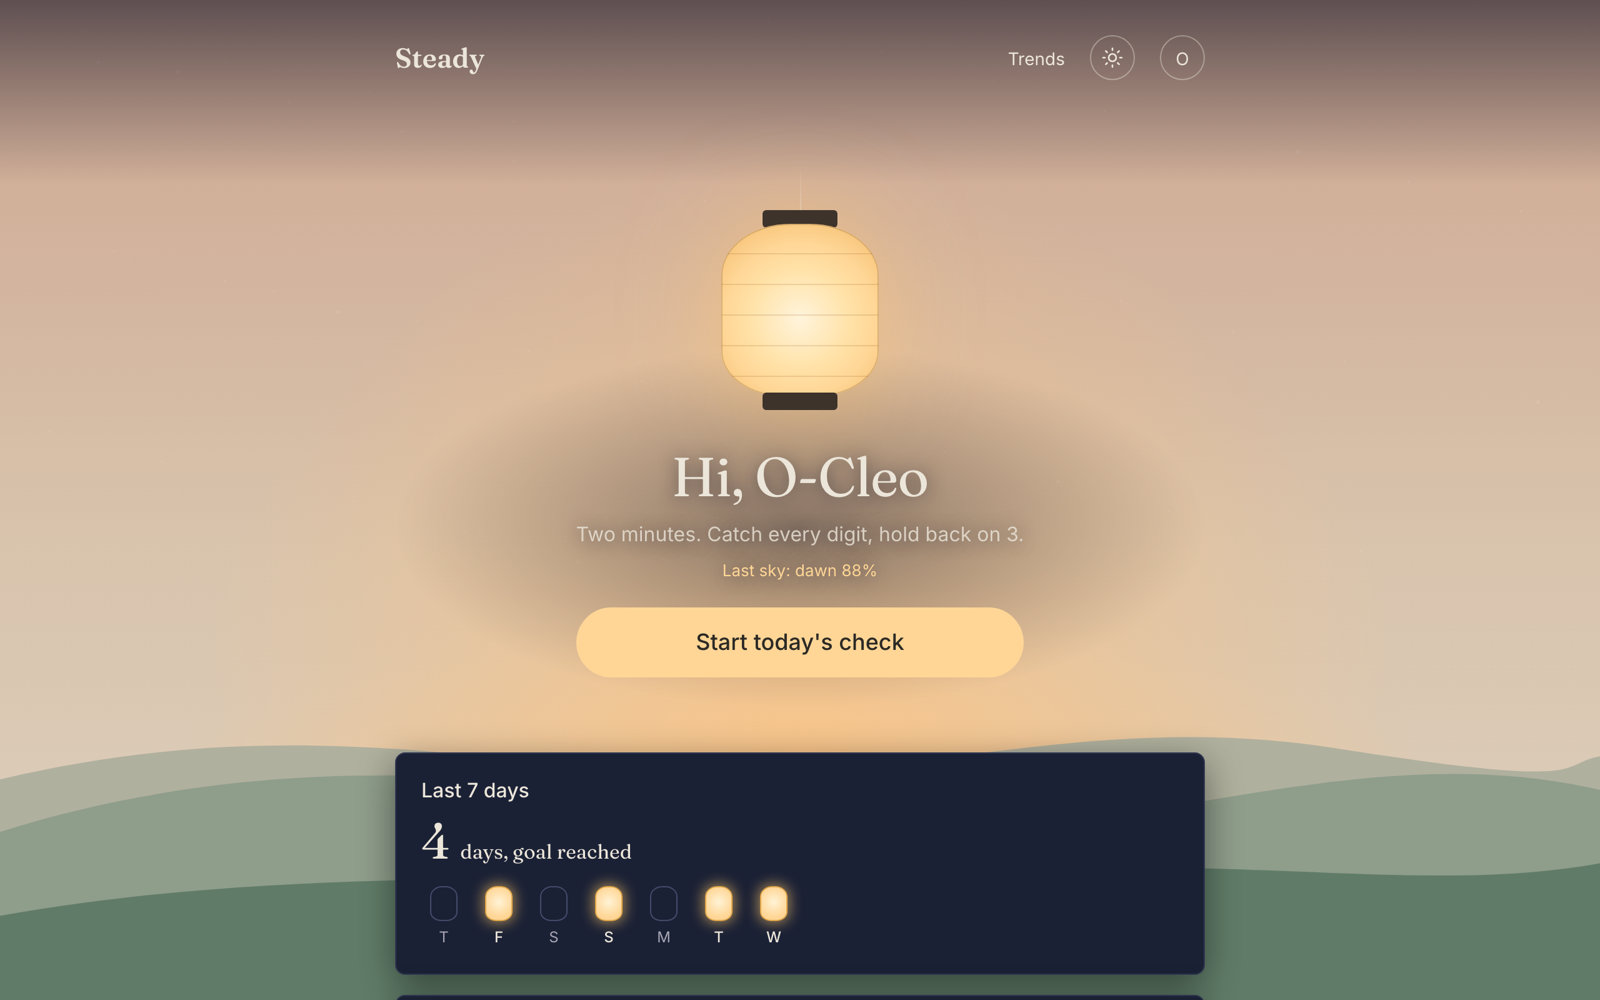 Steady
Trends
O
Hi, O-Cleo
Two minutes. Catch every digit, hold back on 3.
Last sky: dawn 88%
Start today's check
Last 7 days
4 days, goal reached
T F S S M T W